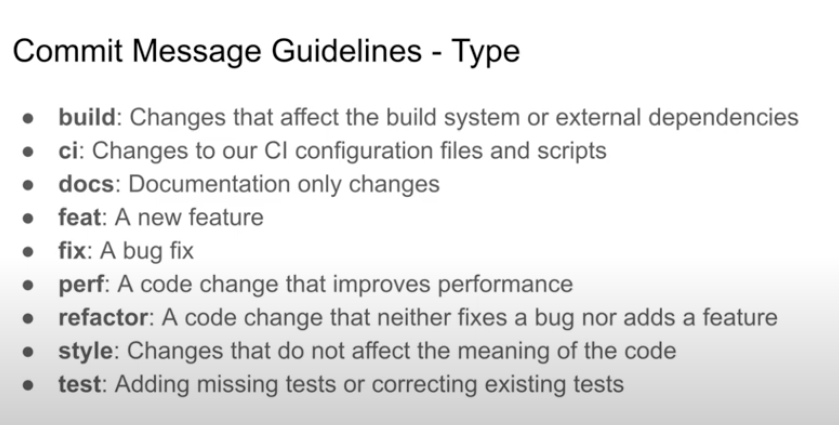 Commit Message Guidelines - Type
● build: Changes that affect the build system or external dependencies
● ci: Changes to our CI configuration files and scripts
● docs: Documentation only changes
● feat: A new feature
● fix: A bug fix
● perf: A code change that improves performance
● refactor: A code change that neither fixes a bug nor adds a feature
● style: Changes that do not affect the meaning of the code
● test: Adding missing tests or correcting existing tests